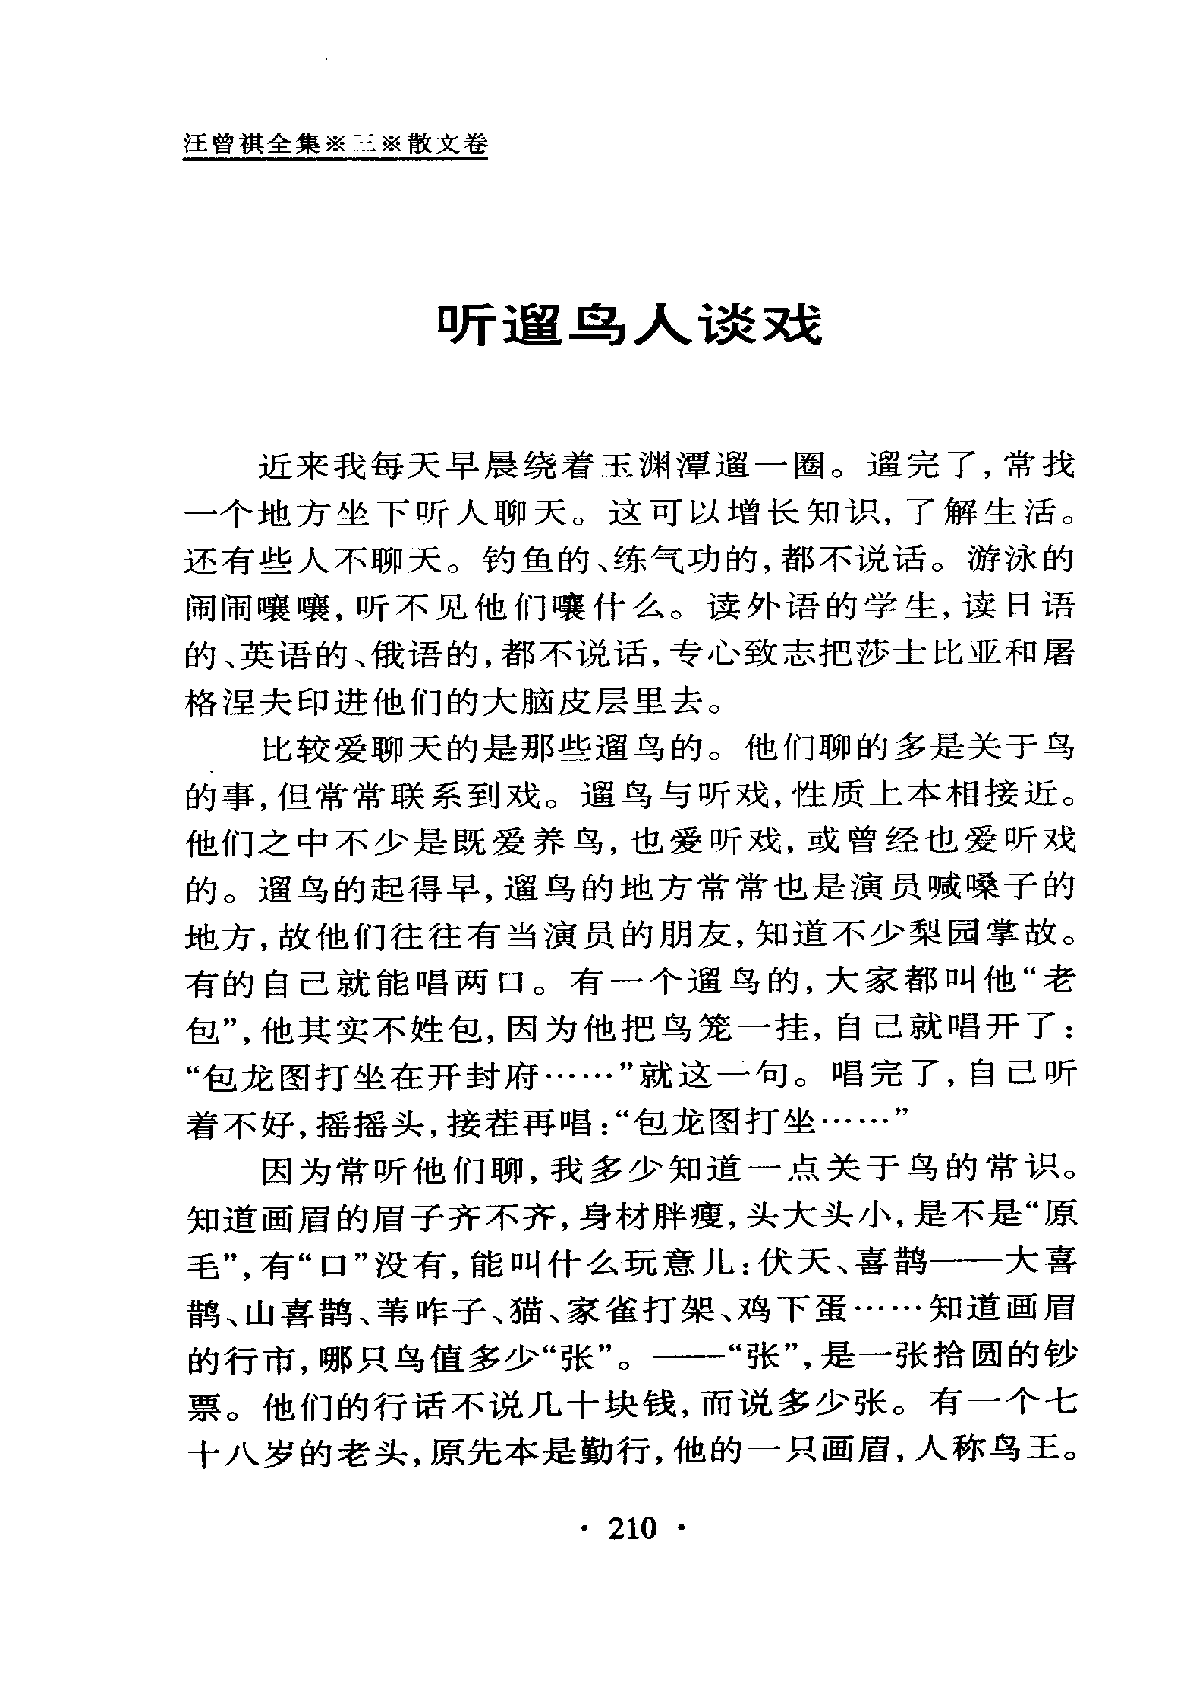 汪曾祺全集※三※散文卷
听遛鸟人谈戏
近来我每天早晨绕着玉渊潭遛一圈。遛完了,常找
一个地方坐下听人聊天。这可以增长知识,了解生活。
还有些人不聊天。钓鱼的、练气功的,都不说话。游泳的
闹闹嚷嚷,听不见他们嚷什么。读外语的学生,读日语
的、英语的、俄语的,都不说话,专心致志把莎士比亚和屠
格涅夫印进他们的大脑皮层里去。
比较爱聊天的是那些遛鸟的。他们聊的多是关于鸟
的事,但常常联系到戏。遛鸟与听戏,性质上本相接近。
他们之中不少是既爱养鸟,也爱听戏,或曾经也爱听戏
的。遛鸟的起得早,遛鸟的地方常常也是演员喊嗓子的
地方,故他们往往有当演员的朋友,知道不少梨园掌故。
有的自己就能唱两口。有一个遛鸟的,大家都叫他“老
包”,他其实不姓包,因为他把鸟笼一挂,自己就唱开了:
“包龙图打坐在开封府……”就这一句。唱完了,自己听
着不好,摇摇头,接茬再唱:“包龙图打坐……”
因为常听他们聊,我多少知道一点关于鸟的常识。
知道画眉的眉子齐不齐,身材胖瘦,头大头小,是不是“原
毛”,有“口”没有,能叫什么玩意儿:伏天、喜鹊——大喜
鹊、山喜鹊、苇咋子、猫、家雀打架、鸡下蛋……知道画眉
的行市,哪只鸟值多少“张”。——“张”,是一张拾圆的钞
票。他们的行话不说几十块钱,而说多少张。有一个七
十八岁的老头,原先本是勤行,他的一只画眉,人称鸟王。
· 210 ·